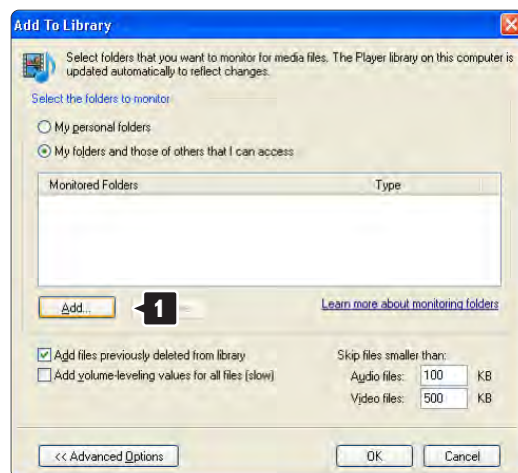 Add To Library
Select folders that you want to monitor for media files. The Player library on this computer is
updated automatically to reflect changes.
Select the folders to monitor
My personal folders
My folders and those of others that I can access
Monitored Folders Type
Add... 1
Learn more about monitoring folders
Add files previously deleted from library
Add volume-leveling values for all files (slow)
Skip files smaller than:
Audio files: 100 KB
Video files: 500 KB
<< Advanced Options OK Cancel